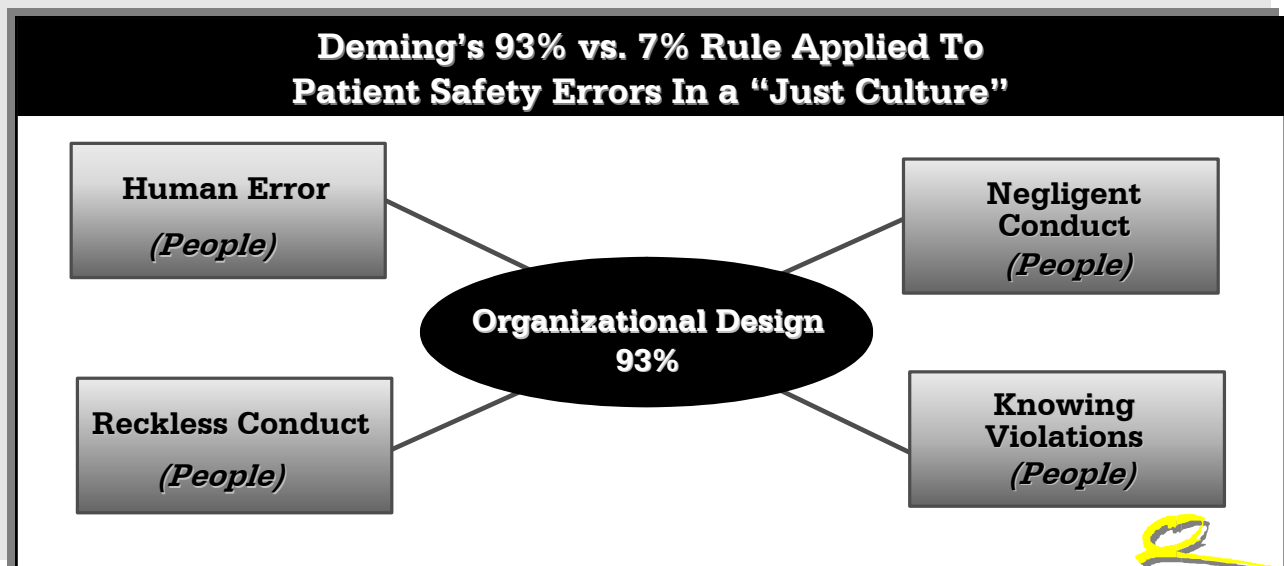 Deming’s 93% vs. 7% Rule Applied To
Patient Safety Errors In a “Just Culture”
Human Error
(People)
Negligent
Conduct
(People)
Organizational Design
93%
Reckless Conduct
(People)
Knowing
Violations
(People)